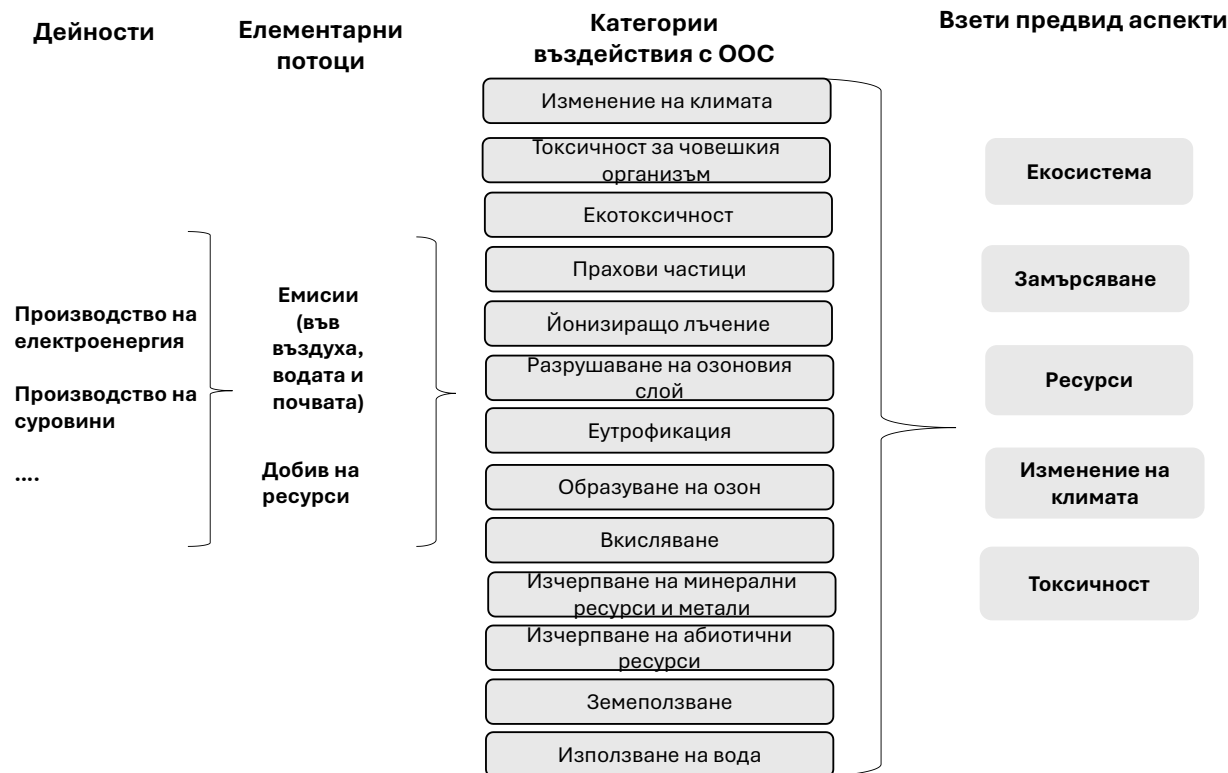 Дейности
Елементарни
потоци
Категории
въздействия с ООС
Взети предвид аспекти
Производство на
електроенергия
Производство на
суровини
....
Емисии
(във
въздуха,
водата и
почвата)
Добив на
ресурси
Изменение на климата
Токсичност за човешкия
организъм
Екотоксичност
Прахови частици
Йонизиращо лъчение
Разрушаване на озоновия
слой
Еутрофикация
Образуване на озон
Вкисляване
Изчерпване на минерални
ресурси и метали
Изчерпване на абиотични
ресурси
Земеползване
Използване на вода
Екосистема
Замърсяване
Ресурси
Изменение на
климата
Токсичност